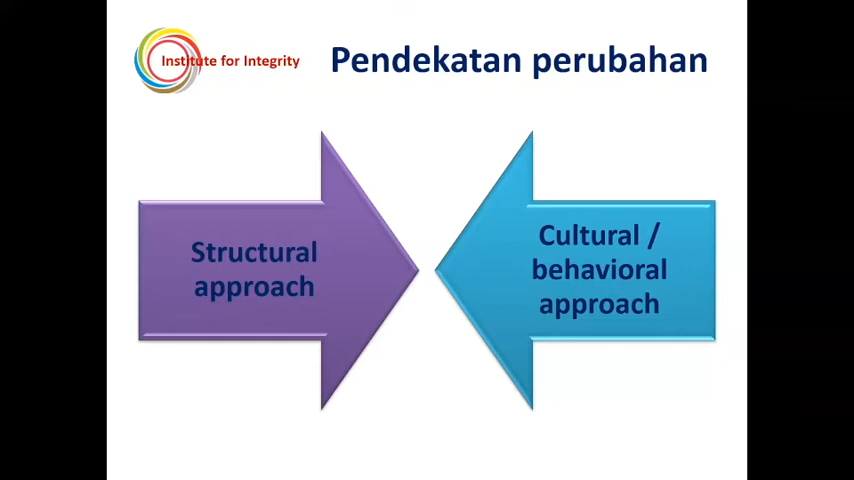 Institute for Integrity
Pendekatan perubahan
Structural
approach
Cultural /
behavioral
approach